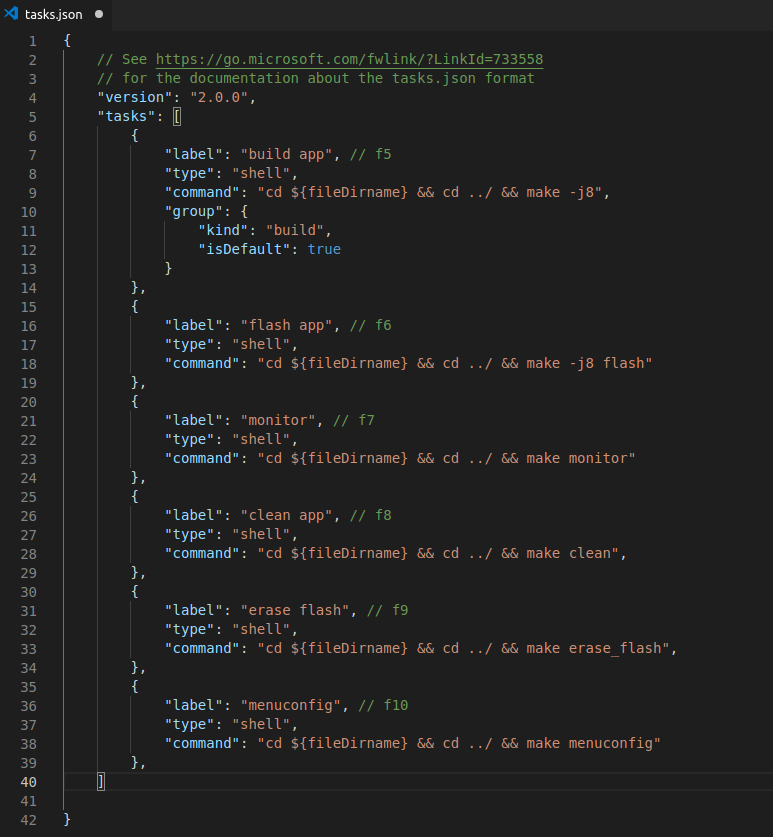 tasks.json
1 {
2 // See https://go.microsoft.com/fwlink/?LinkId=733558
3 // for the documentation about the tasks.json format
4 "version": "2.0.0",
5 "tasks": [
6 {
7 "label": "build app", // f5
8 "type": "shell",
9 "command": "cd ${fileDirname} && cd ../ && make -j8",
10 "group": {
11 "kind": "build",
12 "isDefault": true
13 }
14 },
15 {
16 "label": "flash app", // f6
17 "type": "shell",
18 "command": "cd ${fileDirname} && cd ../ && make -j8 flash"
19 },
20 {
21 "label": "monitor", // f7
22 "type": "shell",
23 "command": "cd ${fileDirname} && cd ../ && make monitor"
24 },
25 {
26 "label": "clean app", // f8
27 "type": "shell",
28 "command": "cd ${fileDirname} && cd ../ && make clean",
29 },
30 {
31 "label": "erase flash", // f9
32 "type": "shell",
33 "command": "cd ${fileDirname} && cd ../ && make erase_flash",
34 },
35 {
36 "label": "menuconfig", // f10
37 "type": "shell",
38 "command": "cd ${fileDirname} && cd ../ && make menuconfig"
39 },
40 ]
41
42 }